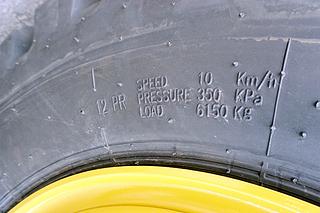 SPEED 10 Km/h
12 PR PRESSURE 350 KPa
LOAD 6150 Kg